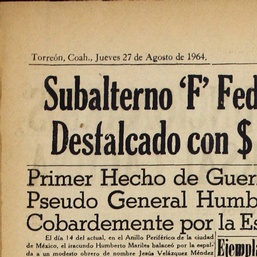 Torreón, Coah., Jueves 27 de Agosto de 1964,
Subalterno 'F' Fed
Destalcado con $
Primer Hecho de Guer
Pseudo General Humb
Cobardemente por la Es
El día 14 del actual, en el Anillo Periférico de la ciudad
de México, el iracundo Humberto Mariles balaceó por la espal-
da a un modesto obrero de nombre Jesús Velázquez Méndez
Ejempla